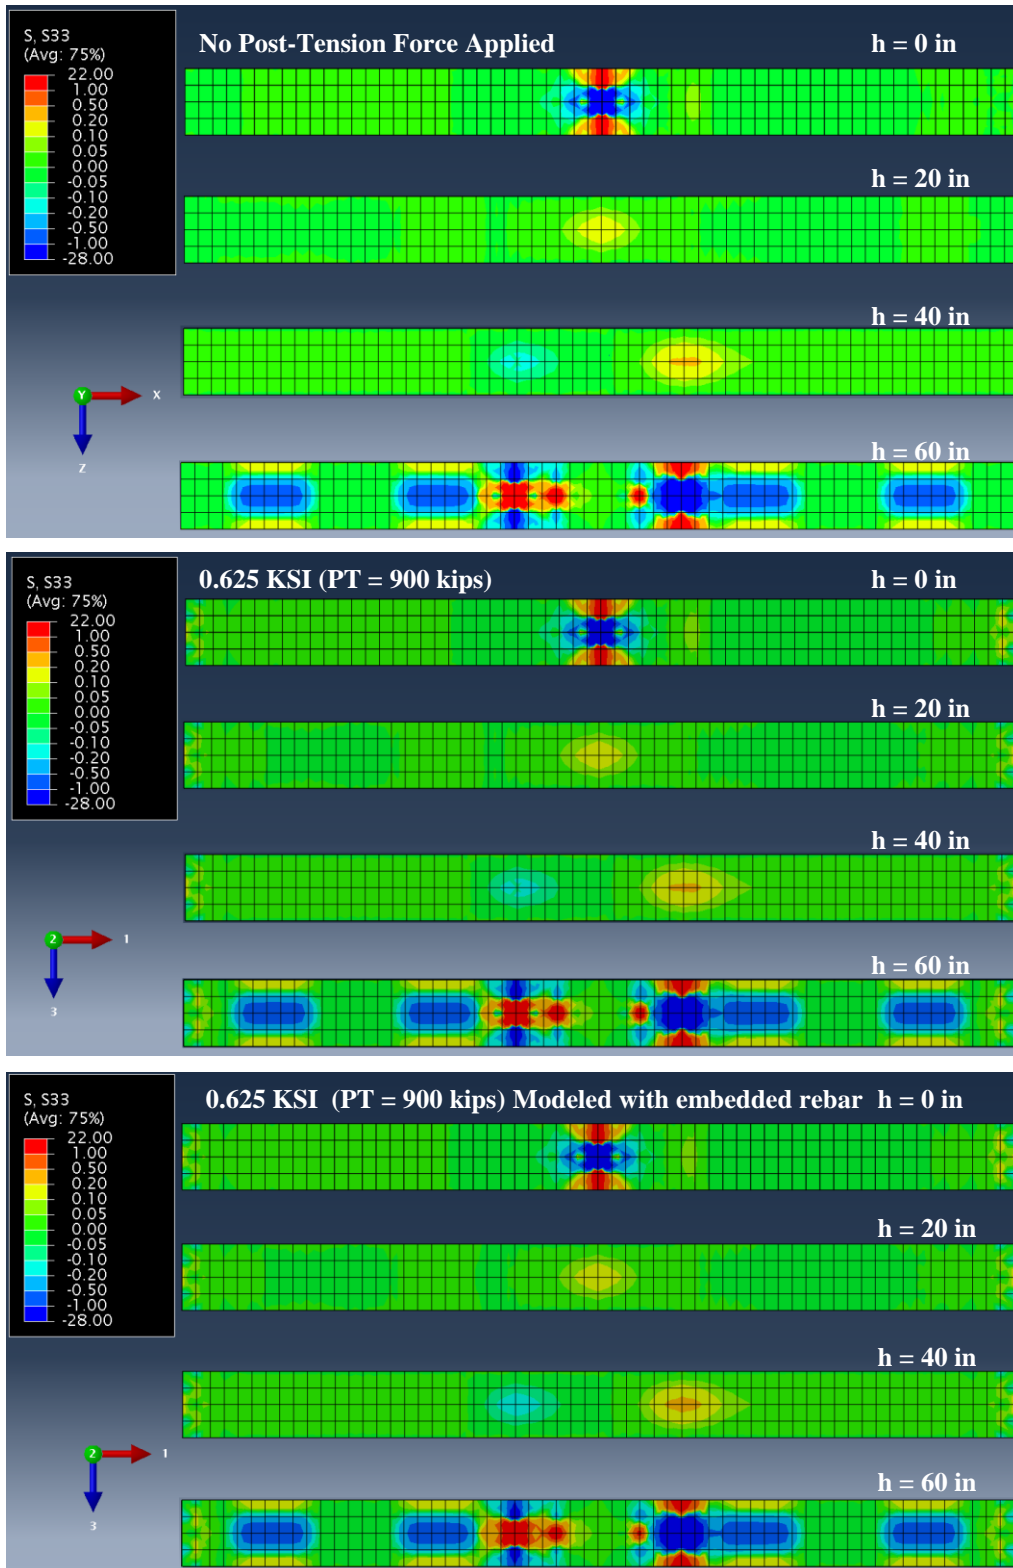 S, S33
(Avg: 75%)
22.00
1.00
0.50
0.20
0.10
0.05
0.00
-0.05
-0.10
-0.20
-0.50
-1.00
-28.00
No Post-Tension Force Applied
h = 0 in
h = 20 in
h = 40 in
h = 60 in
Y
X
Z
S, S33
(Avg: 75%)
22.00
1.00
0.50
0.20
0.10
0.05
0.00
-0.05
-0.10
-0.20
-0.50
-1.00
-28.00
0.625 KSI (PT = 900 kips)
h = 0 in
h = 20 in
h = 40 in
h = 60 in
2
1
3
S, S33
(Avg: 75%)
22.00
1.00
0.50
0.20
0.10
0.05
0.00
-0.05
-0.10
-0.20
-0.50
-1.00
-28.00
0.625 KSI (PT = 900 kips) Modeled with embedded rebar h = 0 in
h = 20 in
h = 40 in
h = 60 in
2
1
3